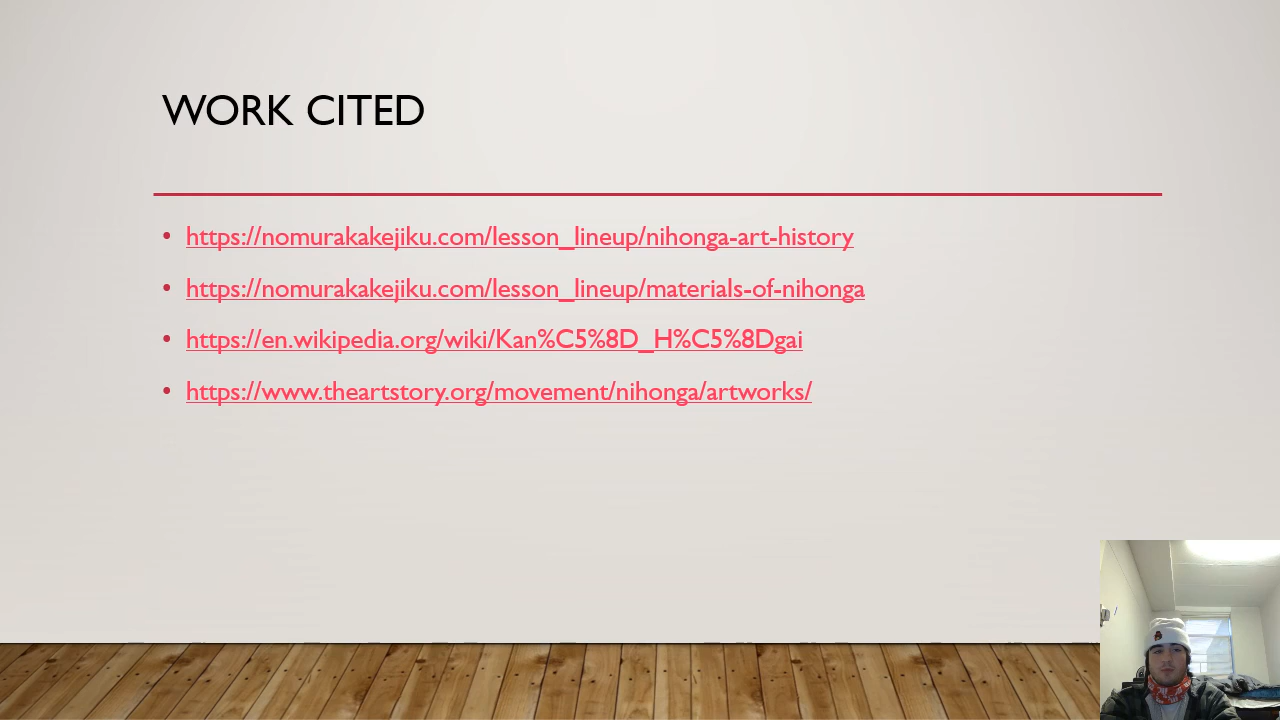 WORK CITED
https://nomurakakejiku.com/lesson_lineup/nihonga-art-history
https://nomurakakejiku.com/lesson_lineup/materials-of-nihonga
https://en.wikipedia.org/wiki/Kan%C5%8D_H%C5%8Dgai
https://www.theartstory.org/movement/nihonga/artworks/